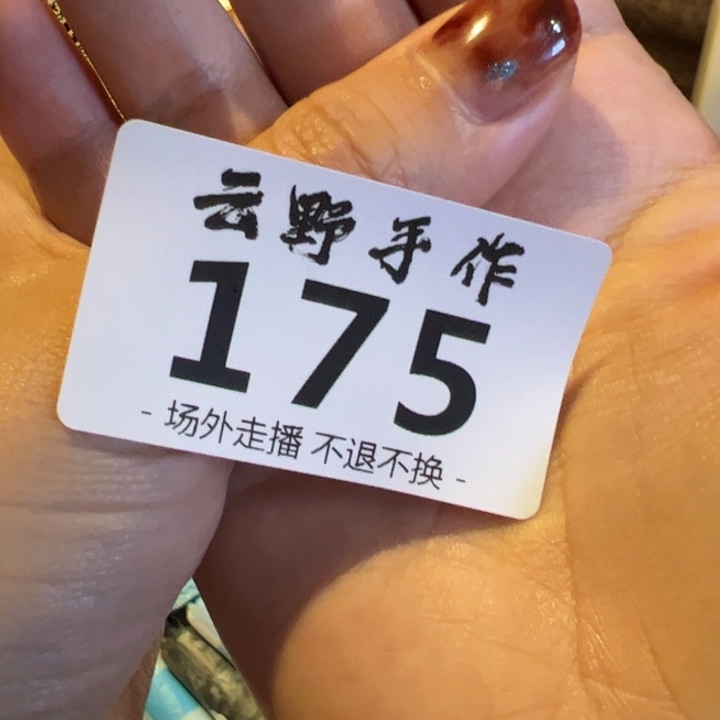 云野手作
175
- 场外走播 不退不换 -